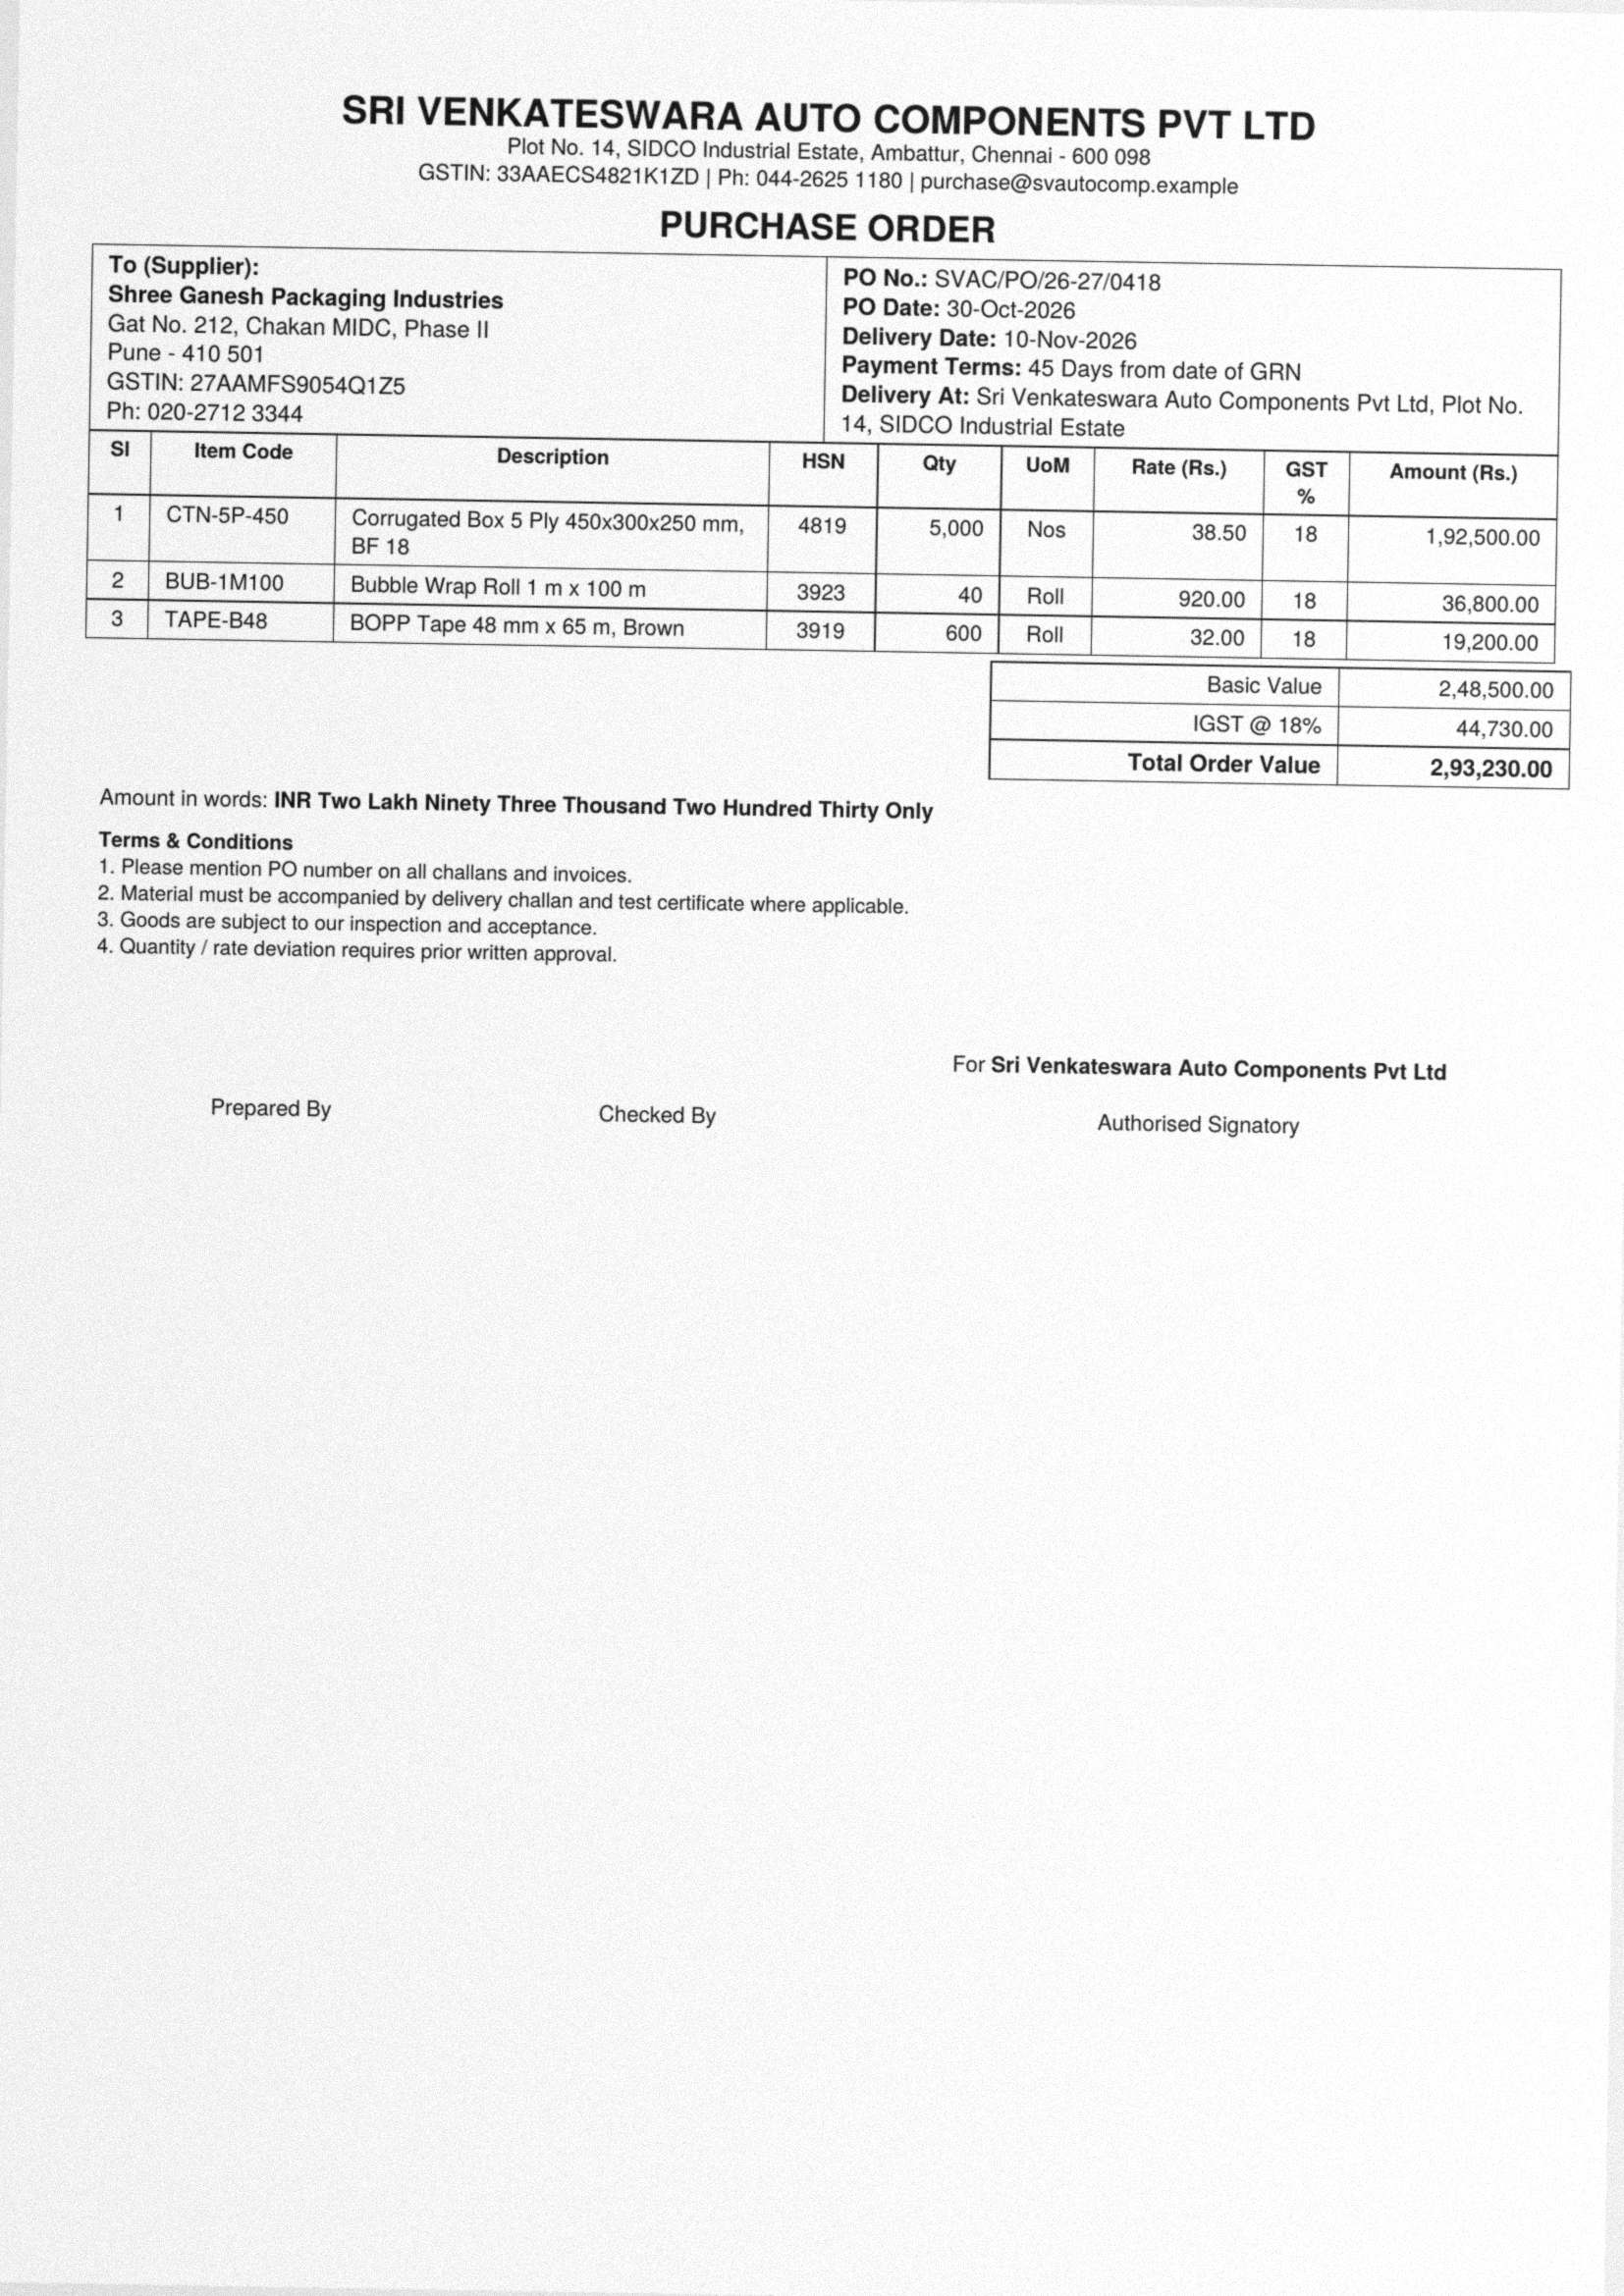 SRI VENKATESWARA AUTO COMPONENTS PVT LTD
Plot No. 14, SIDCO Industrial Estate, Ambattur, Chennai - 600 098
GSTIN: 33AAECS4821K1ZD | Ph: 044-2625 1180 | purchase@svautocomp.example
PURCHASE ORDER
To (Supplier):
Shree Ganesh Packaging Industries
Gat No. 212, Chakan MIDC, Phase II
Pune - 410 501
GSTIN: 27AAMFS9054Q1Z5
Ph: 020-2712 3344
PO No.: SVAC/PO/26-27/0418
PO Date: 30-Oct-2026
Delivery Date: 10-Nov-2026
Payment Terms: 45 Days from date of GRN
Delivery At: Sri Venkateswara Auto Components Pvt Ltd, Plot No.
14, SIDCO Industrial Estate
Sl Item Code Description HSN Qty UoM Rate (Rs.) GST % Amount (Rs.)
1 CTN-5P-450 Corrugated Box 5 Ply 450x300x250 mm, 4819 5,000 Nos 38.50 18 1,92,500.00
BF 18
2 BUB-1M100 Bubble Wrap Roll 1 m x 100 m 3923 40 Roll 920.00 18 36,800.00
3 TAPE-B48 BOPP Tape 48 mm x 65 m, Brown 3919 600 Roll 32.00 18 19,200.00
Basic Value 2,48,500.00
IGST @ 18% 44,730.00
Total Order Value 2,93,230.00
Amount in words: INR Two Lakh Ninety Three Thousand Two Hundred Thirty Only
Terms & Conditions
1. Please mention PO number on all challans and invoices.
2. Material must be accompanied by delivery challan and test certificate where applicable.
3. Goods are subject to our inspection and acceptance.
4. Quantity / rate deviation requires prior written approval.
For Sri Venkateswara Auto Components Pvt Ltd
Prepared By Checked By Authorised Signatory